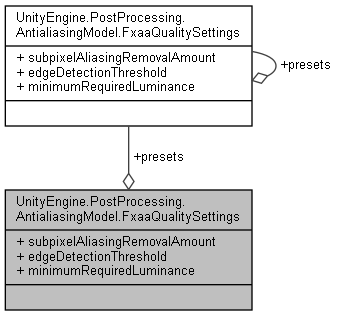 UnityEngine.PostProcessing.
AntialiasingModel.FxaaQualitySettings
+ subpixelAliasingRemovalAmount
+ edgeDetectionThreshold
+ minimumRequiredLuminance
+presets
+presets
UnityEngine.PostProcessing.
AntialiasingModel.FxaaQualitySettings
+ subpixelAliasingRemovalAmount
+ edgeDetectionThreshold
+ minimumRequiredLuminance